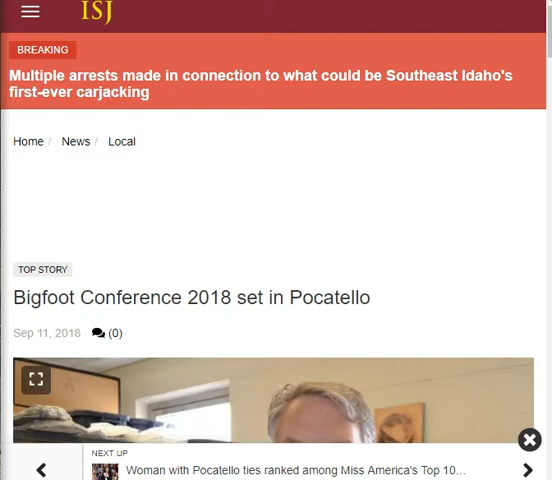 ISJ
BREAKING
Multiple arrests made in connection to what could be Southeast Idaho's
first-ever carjacking
Home / News / Local
TOP STORY
Bigfoot Conference 2018 set in Pocatello
Sep 11, 2018 (0)
NEXT UP
Woman with Pocatello ties ranked among Miss America's Top 10...